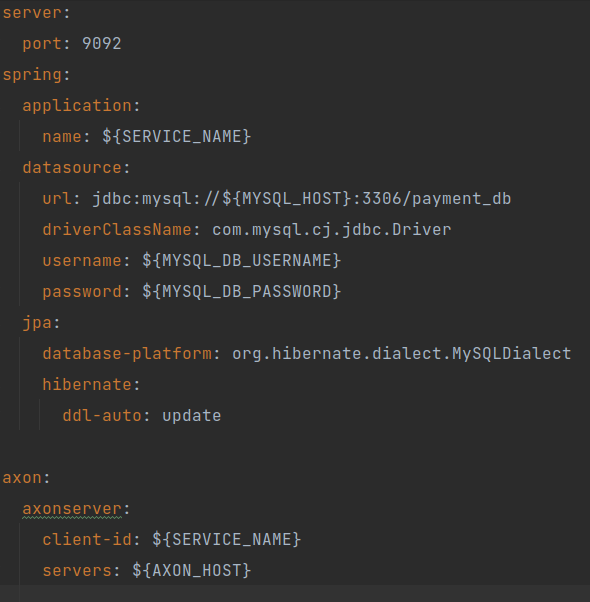 server:
  port: 9092
spring:
  application:
    name: ${SERVICE_NAME}
  datasource:
    url: jdbc:mysql://${MYSQL_HOST}:3306/payment_db
    driverClassName: com.mysql.cj.jdbc.Driver
    username: ${MYSQL_DB_USERNAME}
    password: ${MYSQL_DB_PASSWORD}
  jpa:
    database-platform: org.hibernate.dialect.MySQLDialect
    hibernate:
      ddl-auto: update

axon:
  axonserver:
    client-id: ${SERVICE_NAME}
    servers: ${AXON_HOST}